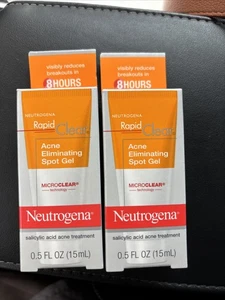 visibly reduces
breakouts in
8 HOURS
NEUTROGENA
Rapid Clear
Acne
Eliminating
Spot Gel
MICROCLEAR®
technology
Neutrogena®
salicylic acid acne treatment
0.5 FL OZ (15mL)
visibly reduces
breakouts in
8 HOURS
NEUTROGENA
Rapid Clear
Acne
Eliminating
Spot Gel
MICROCLEAR®
technology
Neutrogena®
salicylic acid acne treatment
0.5 FL OZ (15mL)